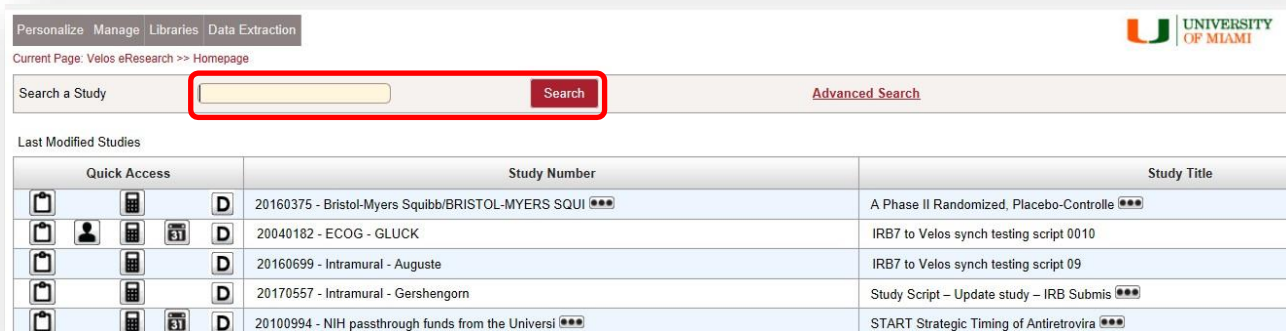 Personalize Manage Libraries Data Extraction
UNIVERSITY
OF MIAMI
Current Page: Velos eResearch >> Homepage
Search a Study Search Advanced Search
Last Modified Studies
Quick Access Study Number Study Title
D 20160375 - Bristol-Myers Squibb/BRISTOL-MYERS SQUI A Phase II Randomized, Placebo-Controlle
31 D 20040182 - ECOG - GLUCK IRB7 to Velos synch testing script 0010
D 20160699 - Intramural - Auguste IRB7 to Velos synch testing script 09
D 20170557 - Intramural - Gershengorn Study Script – Update study – IRB Submis
31 D 20100994 - NIH passthrough funds from the Universi START Strategic Timing of Antiretrovira